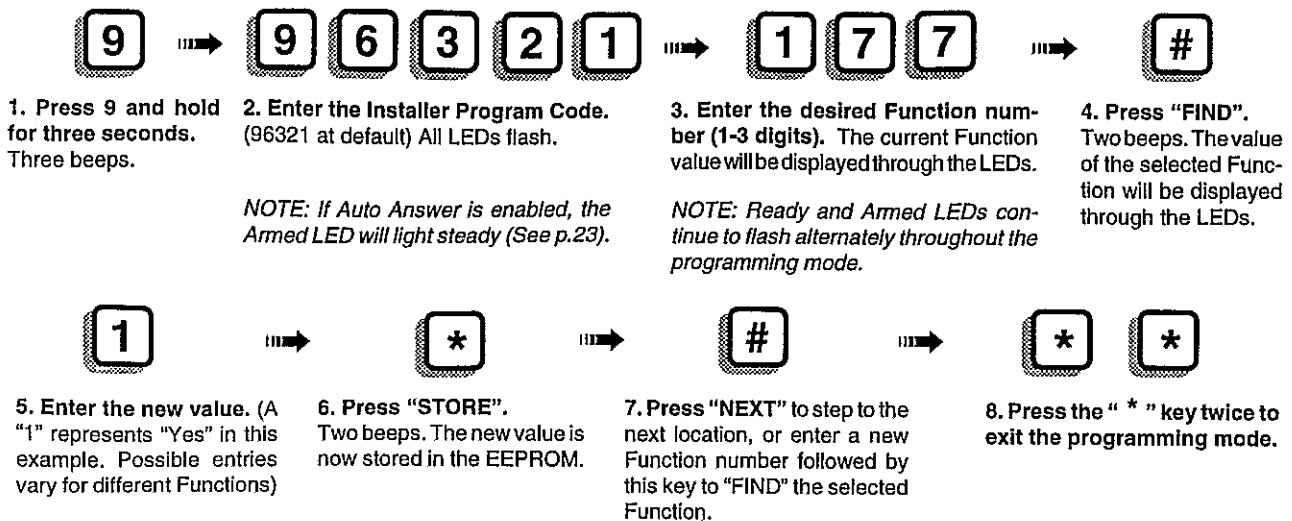 9 9 6 3 2 1 1 7 7 #
1. Press 9 and hold
for three seconds.
Three beeps.
2. Enter the Installer Program Code.
(96321 at default) All LEDs flash.
NOTE: If Auto Answer is enabled, the
Armed LED will light steady (See p.23).
3. Enter the desired Function num-
ber (1-3 digits). The current Function
value will be displayed through the LEDs.
NOTE: Ready and Armed LEDs con-
tinue to flash alternately throughout the
programming mode.
4. Press "FIND".
Two beeps. The value
of the selected Func-
tion will be displayed
through the LEDs.
1 * # * *
5. Enter the new value. (A
"1" represents "Yes" in this
example. Possible entries
vary for different Functions)
6. Press "STORE".
Two beeps. The new value is
now stored in the EEPROM.
7. Press "NEXT" to step to the
next location, or enter a new
Function number followed by
this key to "FIND" the selected
Function.
8. Press the " * " key twice to
exit the programming mode.